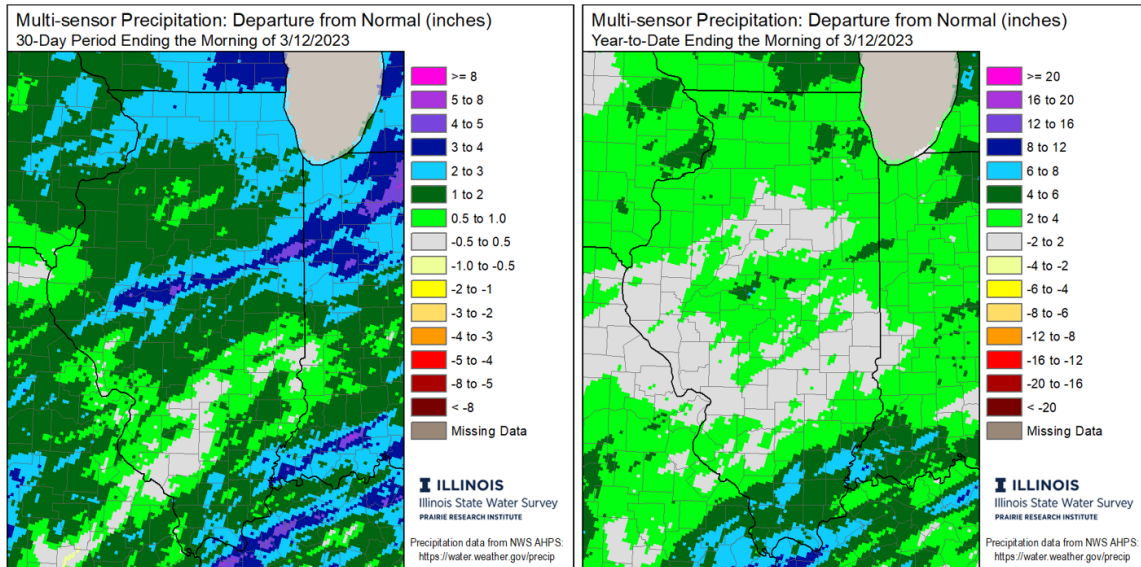 Multi-sensor Precipitation: Departure from Normal (inches)
30-Day Period Ending the Morning of 3/12/2023
>= 8
5 to 8
4 to 5
3 to 4
2 to 3
1 to 2
0.5 to 1.0
-0.5 to 0.5
-1.0 to -0.5
-2 to -1
-3 to -2
-4 to -3
-5 to -4
-8 to -5
< -8
Missing Data
I ILLINOIS
Illinois State Water Survey
PRAIRIE RESEARCH INSTITUTE
Precipitation data from NWS AHPS:
https://water.weather.gov/precip
Multi-sensor Precipitation: Departure from Normal (inches)
Year-to-Date Ending the Morning of 3/12/2023
>= 20
16 to 20
12 to 16
8 to 12
6 to 8
4 to 6
2 to 4
-2 to 2
-4 to -2
-6 to -4
-8 to -6
-12 to -8
-16 to -12
-20 to -16
< -20
Missing Data
I ILLINOIS
Illinois State Water Survey
PRAIRIE RESEARCH INSTITUTE
Precipitation data from NWS AHPS:
https://water.weather.gov/precip